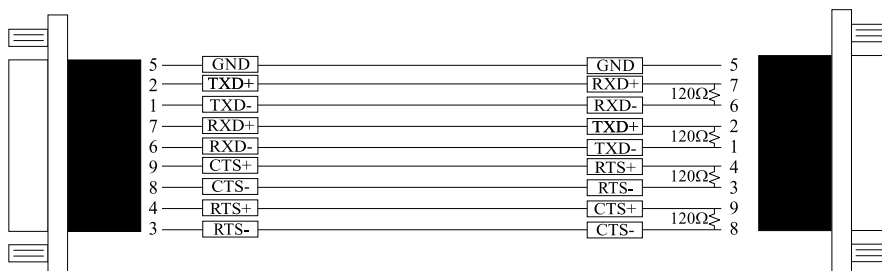 5 GND GND 5
2 TXD+ RXD+ 7
120Ω
1 TXD- RXD- 6
7 RXD+ TXD+ 2
120Ω
6 RXD- TXD- 1
9 CTS+ RTS+ 4
120Ω
8 CTS- RTS- 3
4 RTS+ CTS+ 9
120Ω
3 RTS- CTS- 8